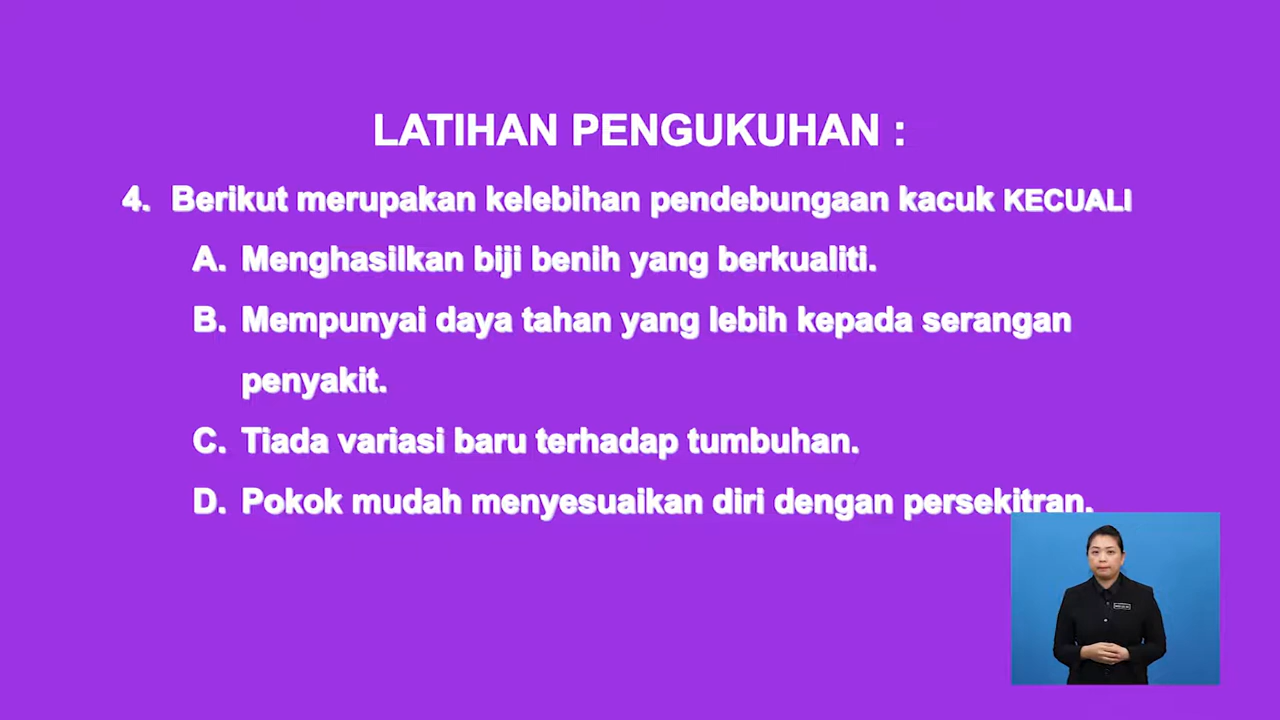 LATIHAN PENGUKUHAN :
4. Berikut merupakan kelebihan pendebungaan kacuk KECUALI
A. Menghasilkan biji benih yang berkualiti.
B. Mempunyai daya tahan yang lebih kepada serangan
penyakit.
C. Tiada variasi baru terhadap tumbuhan.
D. Pokok mudah menyesuaikan diri dengan persekitran.